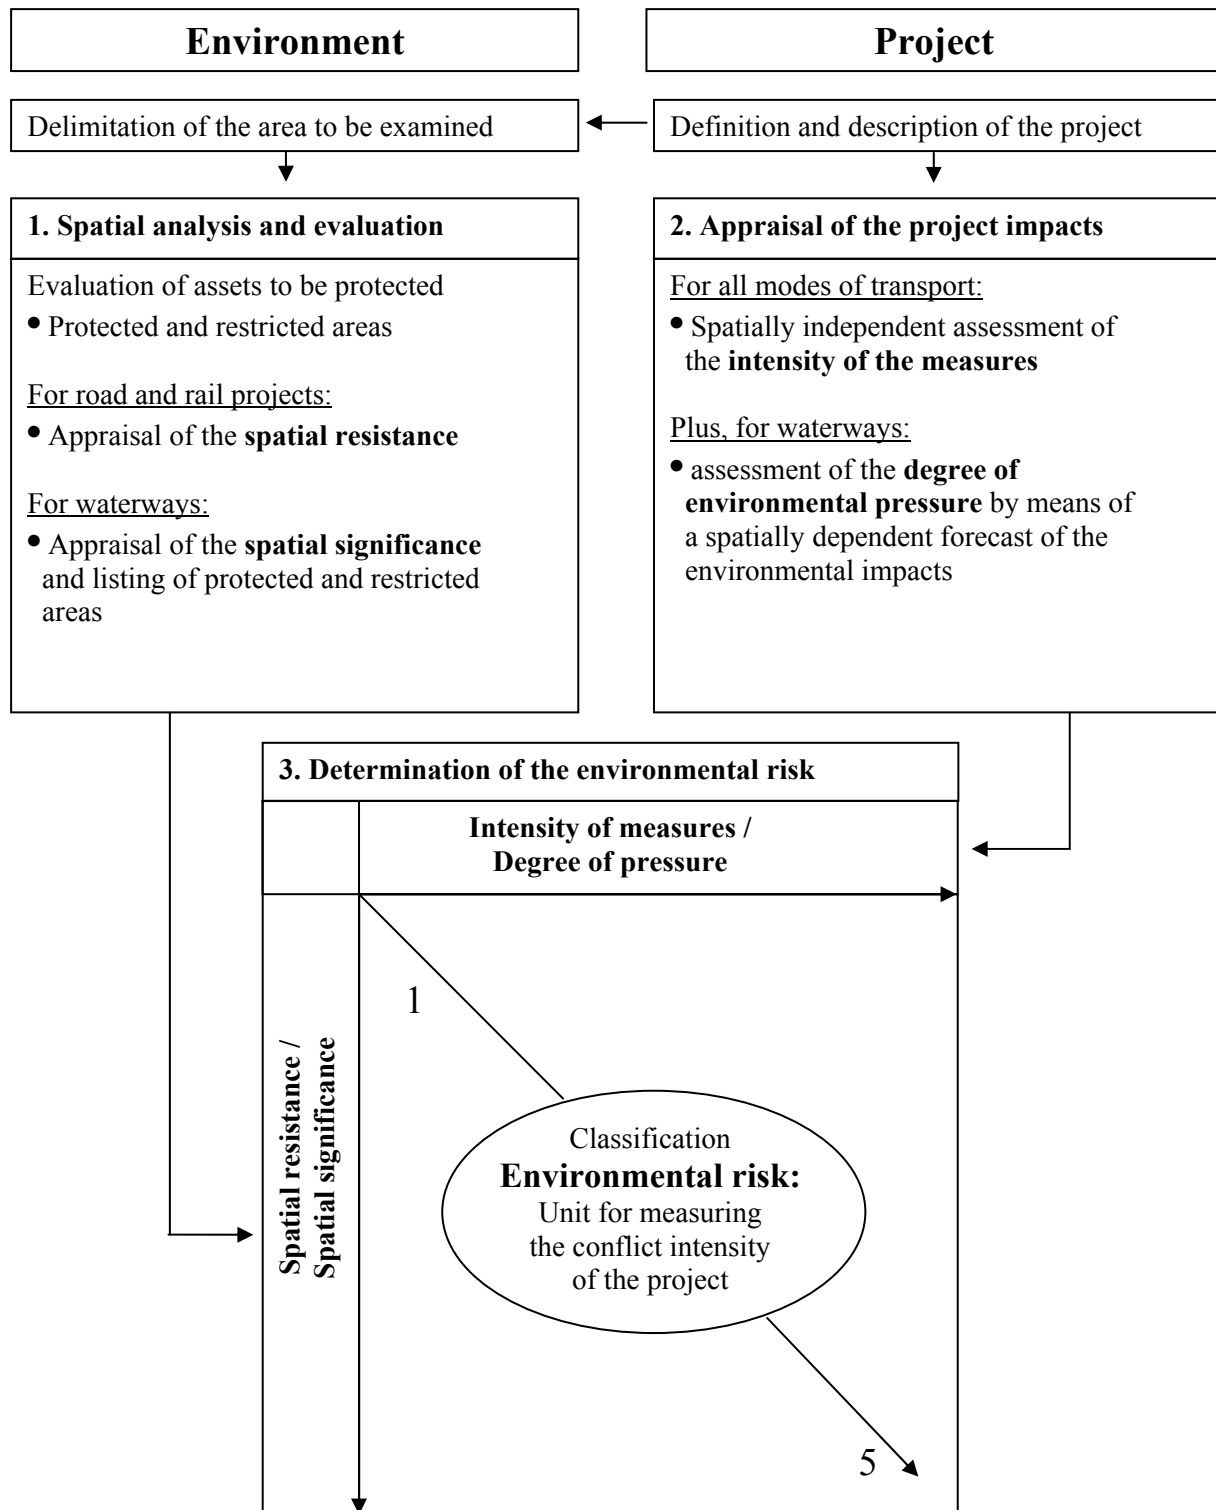 Environment
Project
Delimitation of the area to be examined
Definition and description of the project
1. Spatial analysis and evaluation
Evaluation of assets to be protected
• Protected and restricted areas
For road and rail projects:
• Appraisal of the spatial resistance
For waterways:
• Appraisal of the spatial significance
and listing of protected and restricted
areas
2. Appraisal of the project impacts
For all modes of transport:
• Spatially independent assessment of
the intensity of the measures
Plus, for waterways:
• assessment of the degree of
environmental pressure by means of
a spatially dependent forecast of the
environmental impacts
3. Determination of the environmental risk
Intensity of measures /
Degree of pressure
Spatial resistance /
Spatial significance
1
Classification
Environmental risk:
Unit for measuring
the conflict intensity
of the project
5